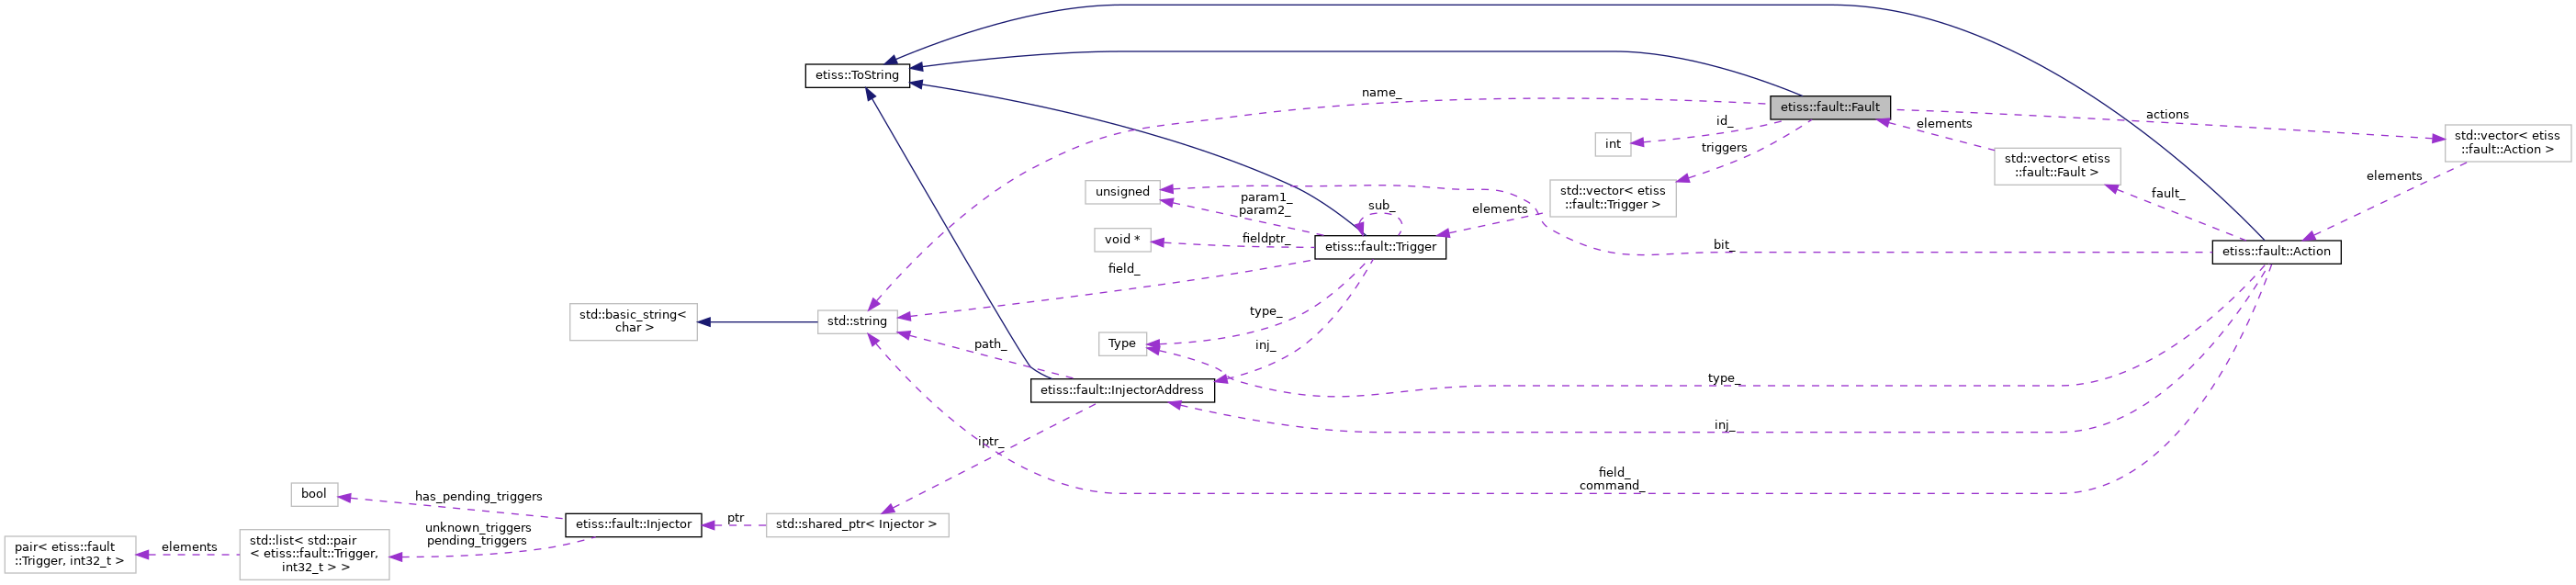 etiss::ToString
name_
etiss::fault::Fault
actions
id_
elements
int
triggers
std::vector< etiss
::fault::Action >
std::vector< etiss
::fault::Fault >
elements
unsigned
std::vector< etiss
::fault::Trigger >
fault_
param1_
param2_
sub_
elements
void *
fieldptr_
etiss::fault::Trigger
bit_
etiss::fault::Action
field_
std::basic_string<
char >
std::string
type_
Type
path_
inj_
type_
etiss::fault::InjectorAddress
inj_
iptr_
field_
command_
bool
has_pending_triggers
etiss::fault::Injector
ptr
std::shared_ptr< Injector >
unknown_triggers
pending_triggers
pair< etiss::fault
::Trigger, int32_t >
elements
std::list< std::pair
< etiss::fault::Trigger,
int32_t > >